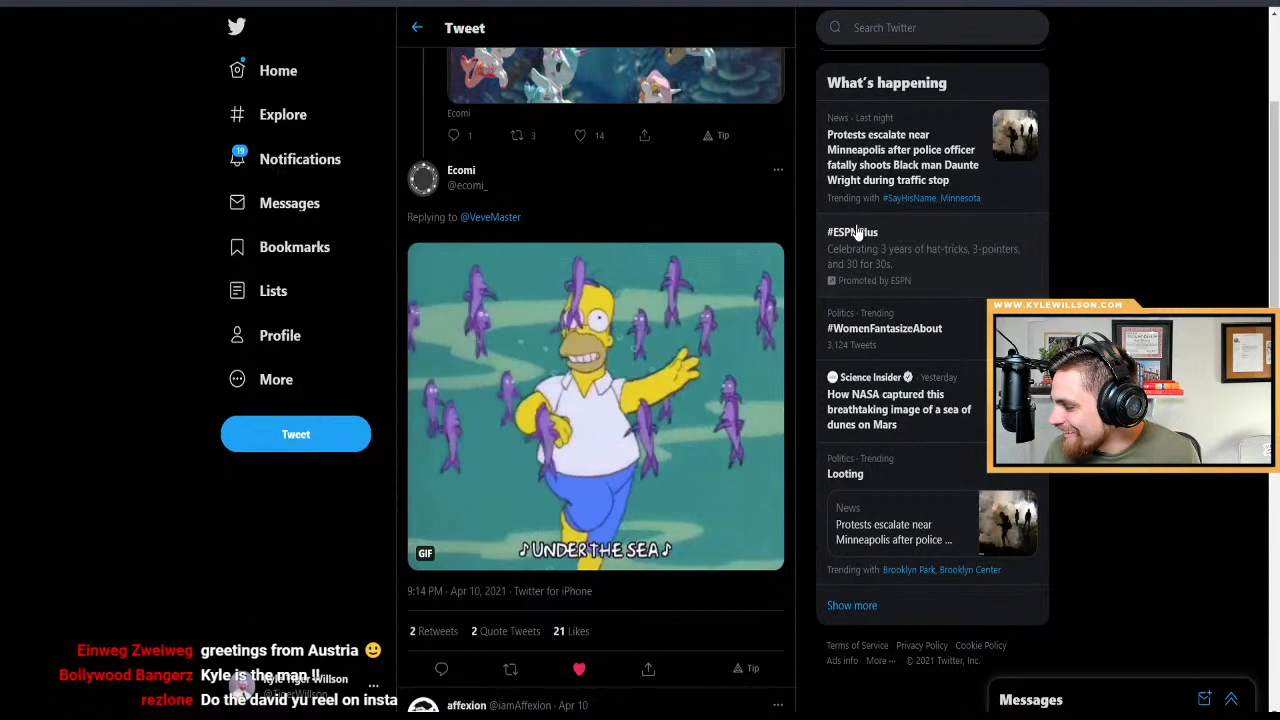 Home
Explore
19
Notifications
Messages
Bookmarks
Lists
Profile
More
Tweet
Tweet
Ecomi
1
3
14
Tip
Ecomi
@ecomi_
Replying to @VeveMaster
♪UNDER THE SEA♪
GIF
9:14 PM · Apr 10, 2021 · Twitter for iPhone
2 Retweets 2 Quote Tweets 21 Likes
Tip
affexion @iamAffexion · Apr 10
Search Twitter
What's happening
News · Last night
Protests escalate near
Minneapolis after police officer
fatally shoots Black man Daunte
Wright during traffic stop
Trending with #SayHisName, Minnesota
#ESPNPlus
Celebrating 3 years of hat-tricks, 3-pointers,
and 30 for 30s.
Promoted by ESPN
Politics · Trending
#WomenFantasizeAbout
3,124 Tweets
Science Insider · Yesterday
How NASA captured this
breathtaking image of a sea of
dunes on Mars
Politics · Trending
Looting
News
Protests escalate near
Minneapolis after police ...
Trending with Brooklyn Park, Brooklyn Center
Show more
Terms of Service Privacy Policy Cookie Policy
Ads info More ··· © 2021 Twitter, Inc.
Messages
WWW.KYLEWILLSON.COM
Einweg Zweiweg greetings from Austria 🙂
Bollywood Bangerz Kyle is the man!!
rezlone Do the david yu reel on insta
Kyle Tiger Willson
@TigerWillson